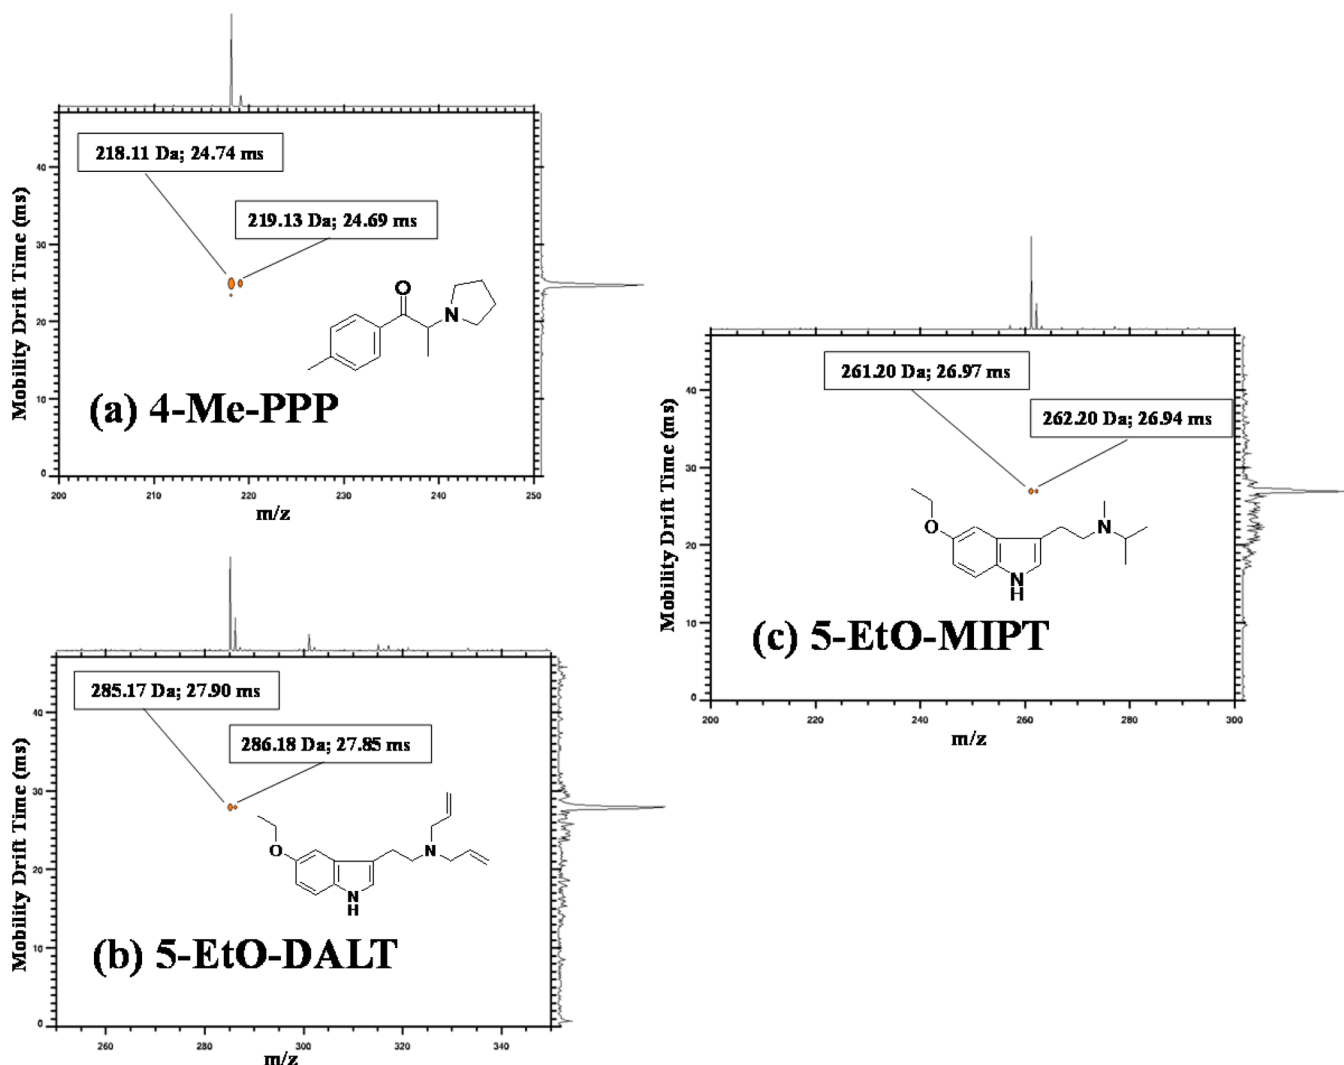 218.11 Da; 24.74 ms
219.13 Da; 24.69 ms
Mobility Drift Time (ms)
40
30
20
10
0
O
N
(a) 4-Me-PPP
200 210 220 230 240 250
m/z
285.17 Da; 27.90 ms
286.18 Da; 27.85 ms
Mobility Drift Time (ms)
40
30
20
10
0
O
N
N
H
(b) 5-EtO-DALT
260 280 300 320 340
m/z
261.20 Da; 26.97 ms
262.20 Da; 26.94 ms
Mobility Drift Time (ms)
40
30
20
10
0
O
N
N
H
(c) 5-EtO-MIPT
200 220 240 260 280 300
m/z